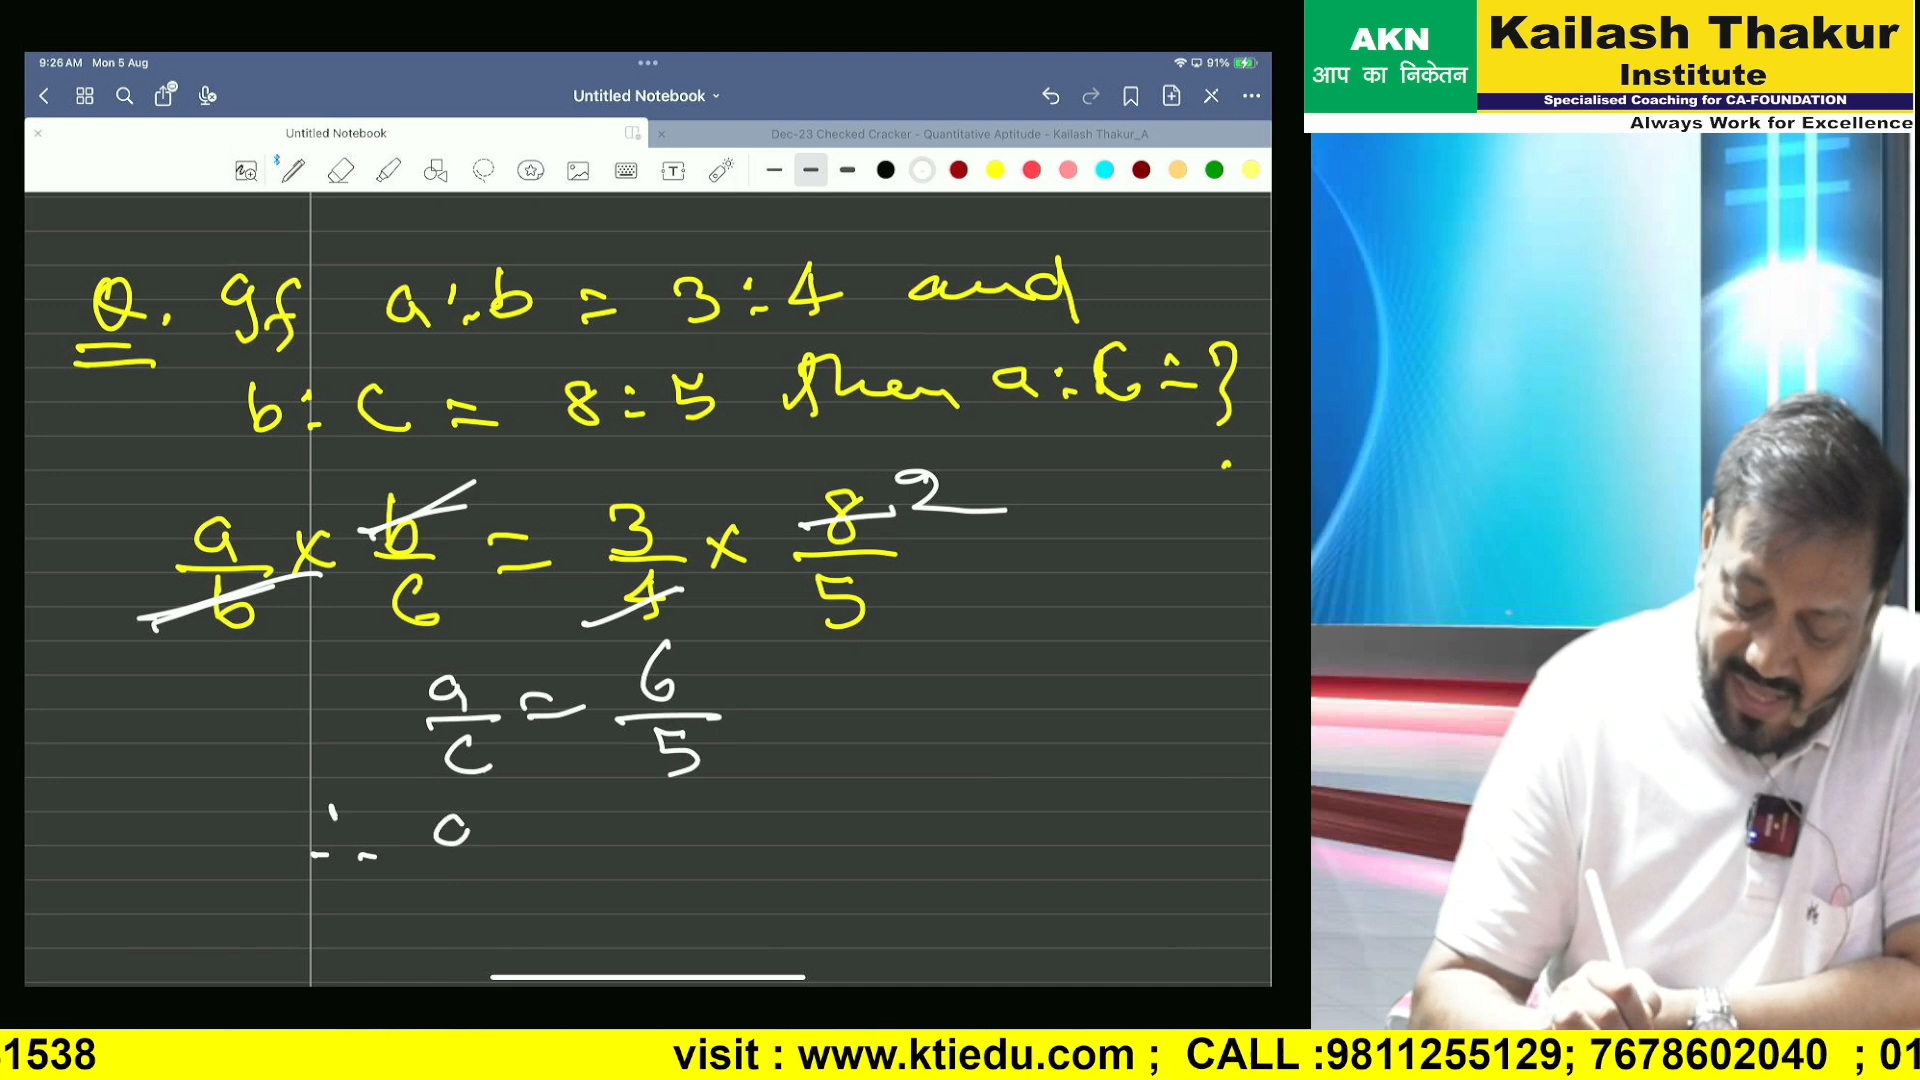 AKN
आप का निकेतन
Kailash Thakur
Institute
Specialised Coaching for CA-FOUNDATION
Always Work for Excellence
9:26 AM Mon 5 Aug
91%
Untitled Notebook
Untitled Notebook
Dec-23 Checked Cracker - Quantitative Aptitude - Kailash Thakur_A
Q. If a:b = 3:4 and
b:c = 8:5 then a:c = ?
a/b × b/c = 3/4 × 8/5 2
a/c = 6/5
∴ a
1538 visit : www.ktiedu.com ; CALL :9811255129; 7678602040 ; 01